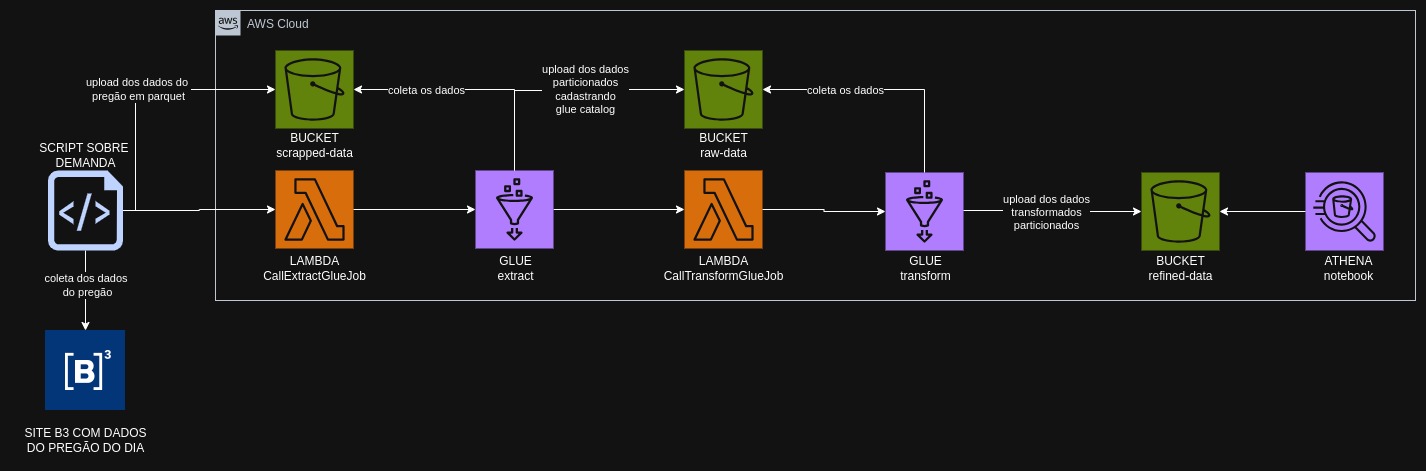 aws
AWS Cloud
upload dos dados do
pregão em parquet
coleta os dados
upload dos dados
particionados
cadastrando
glue catalog
coleta os dados
BUCKET
scrapped-data
BUCKET
raw-data
SCRIPT SOBRE
DEMANDA
</>
upload dos dados
transformados
particionados
LAMBDA
CallExtractGlueJob
GLUE
extract
LAMBDA
CallTransformGlueJob
GLUE
transform
BUCKET
refined-data
ATHENA
notebook
coleta dos dados
do pregão
[B]3
SITE B3 COM DADOS
DO PREGÃO DO DIA